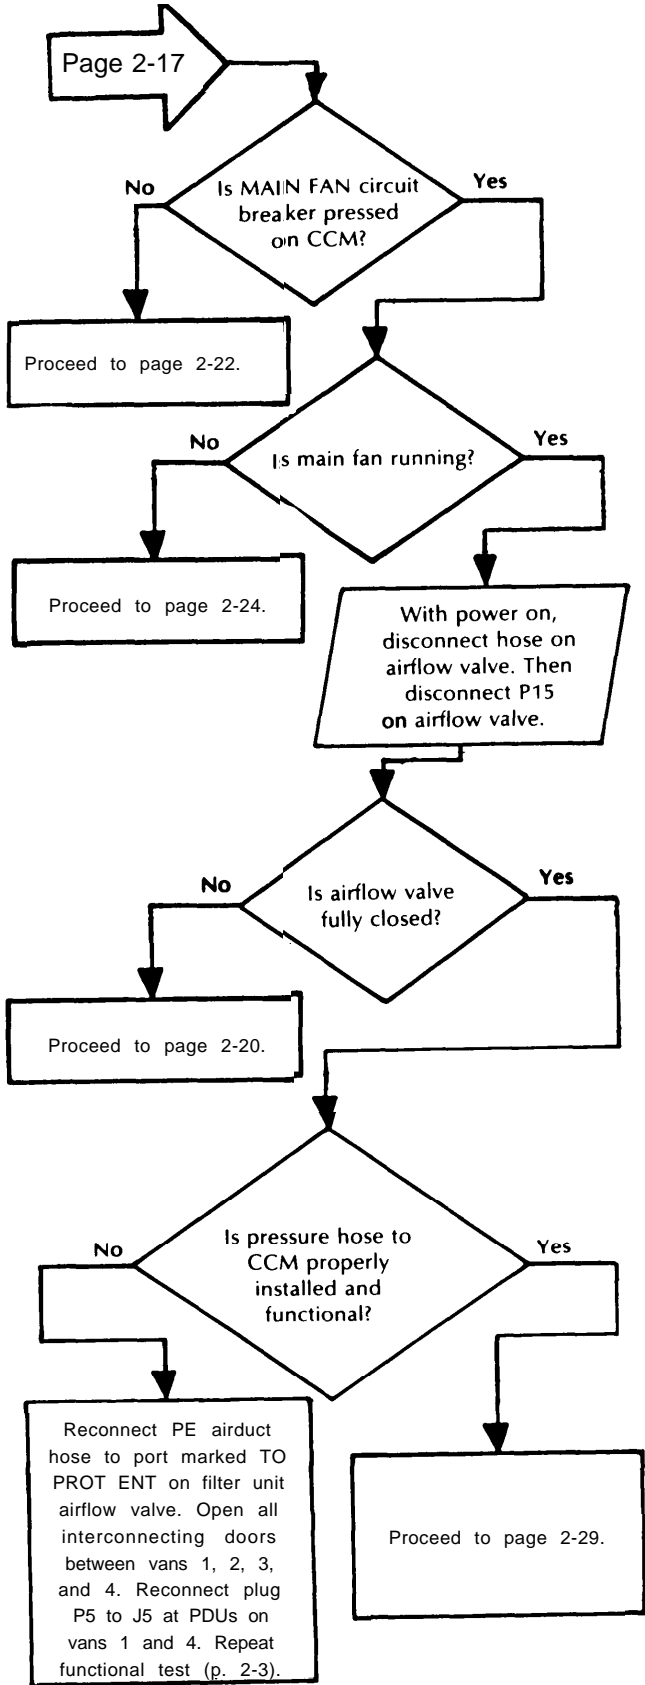 Page 2-17
Is MAIN FAN circuit
breaker pressed
on CCM?
No
Yes
Proceed to page 2-22.
Is main fan running?
No
Yes
Proceed to page 2-24.
With power on,
disconnect hose on
airflow valve. Then
disconnect P15
on airflow valve.
Is airflow valve
fully closed?
No
Yes
Proceed to page 2-20.
Is pressure hose to
CCM properly
installed and
functional?
No
Yes
Reconnect PE airduct
hose to port marked TO
PROT ENT on filter unit
airflow valve. Open all
interconnecting doors
between vans 1, 2, 3,
and 4. Reconnect plug
P5 to J5 at PDUs on
vans 1 and 4. Repeat
functional test (p. 2-3).
Proceed to page 2-29.